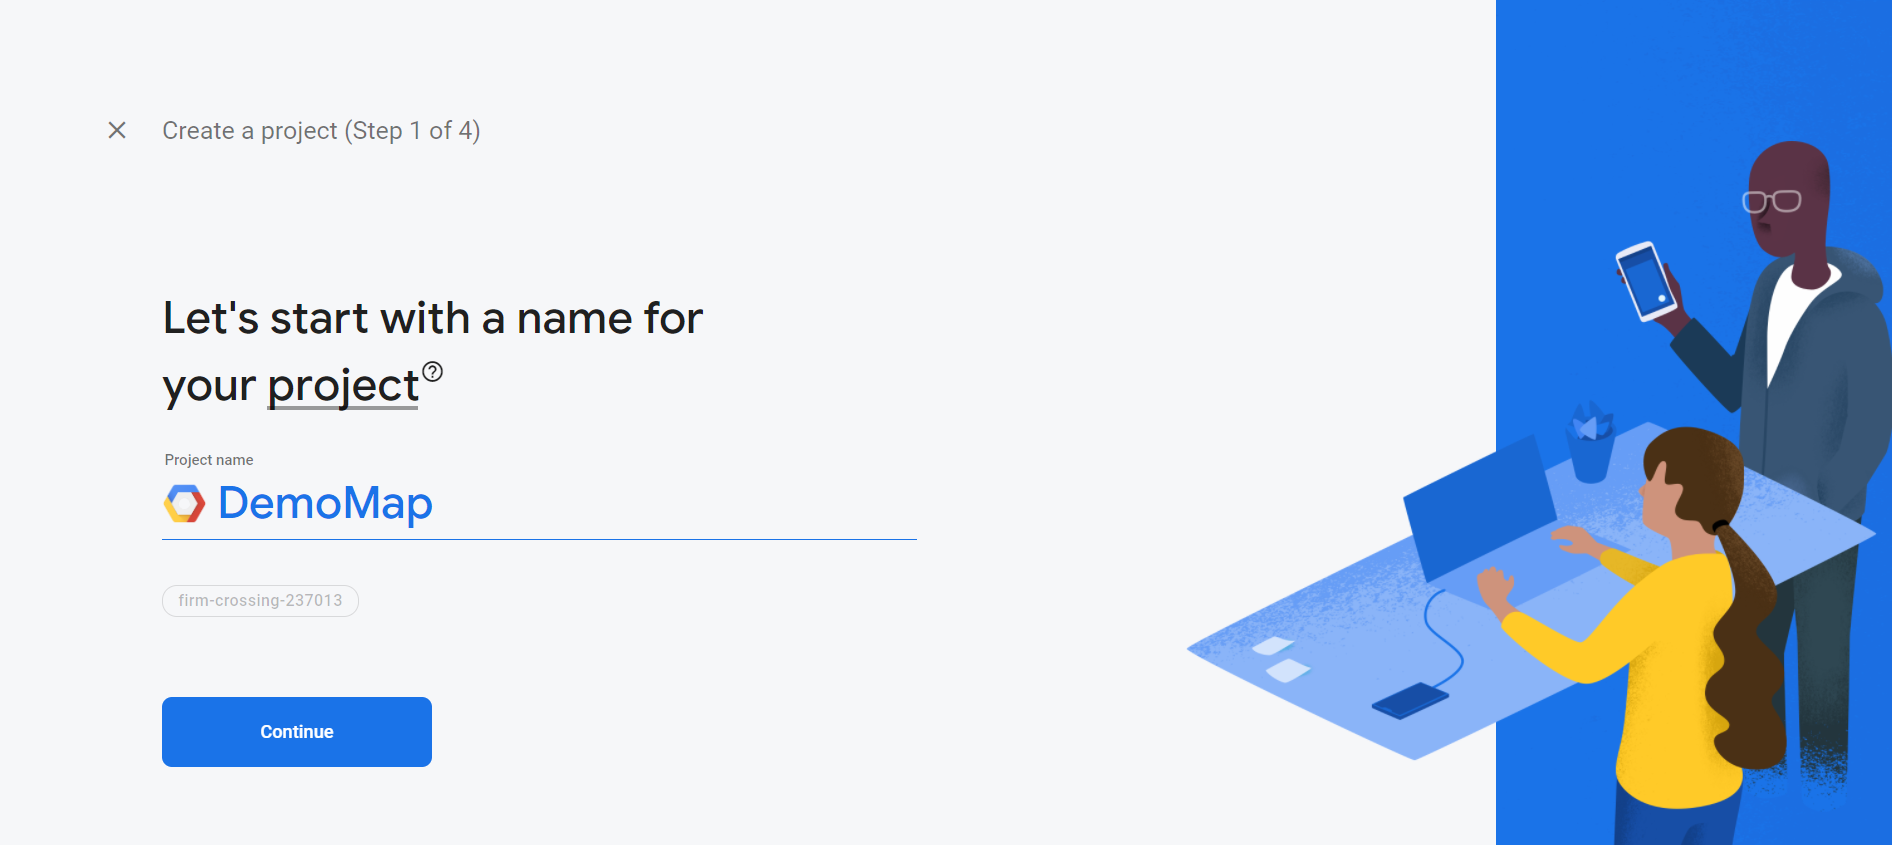 Create a project (Step 1 of 4)
Let's start with a name for
your project
Project name
DemoMap
firm-crossing-237013
Continue